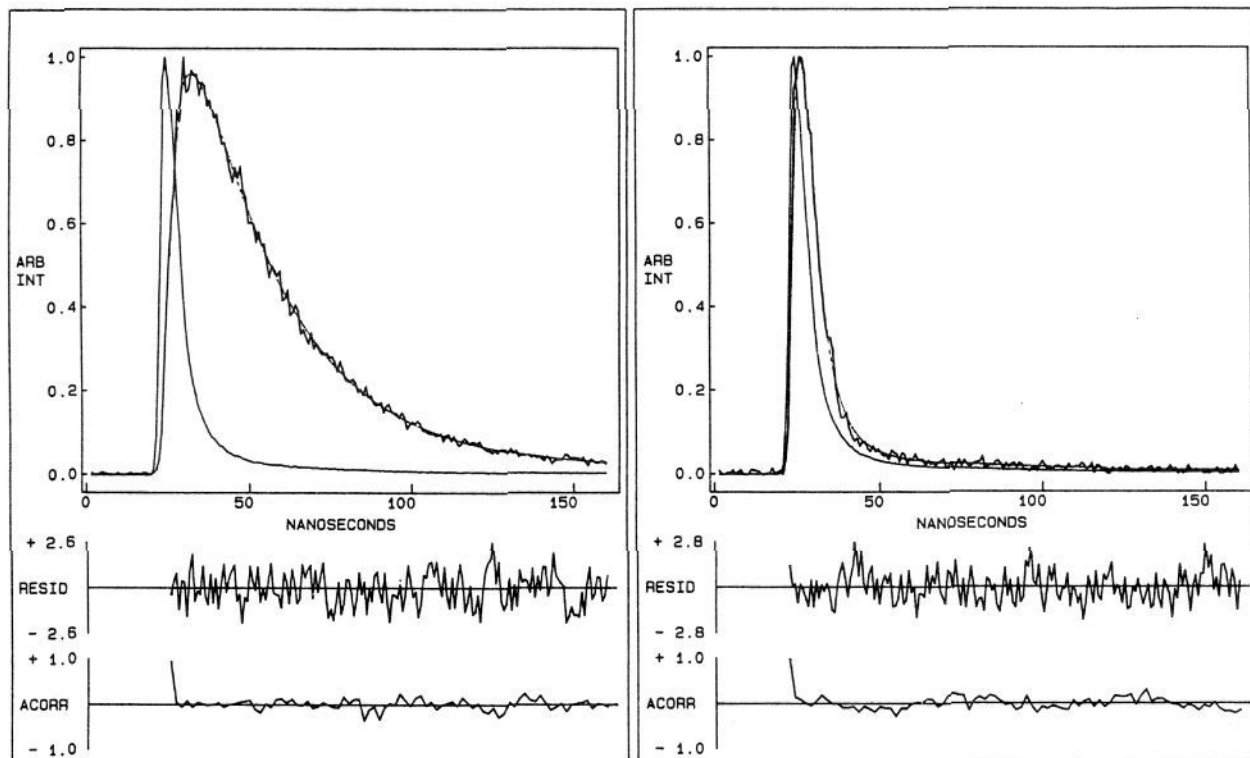 1.0
0.8
0.6
ARB
INT
0.4
0.2
0.0
0 50 100 150
NANOSECONDS
+ 2.6
RESID
- 2.6
+ 1.0
ACORR
- 1.0
1.0
0.8
0.6
ARB
INT
0.4
0.2
0.0
0 50 100 150
NANOSECONDS
+ 2.8
RESID
- 2.8
+ 1.0
ACORR
- 1.0